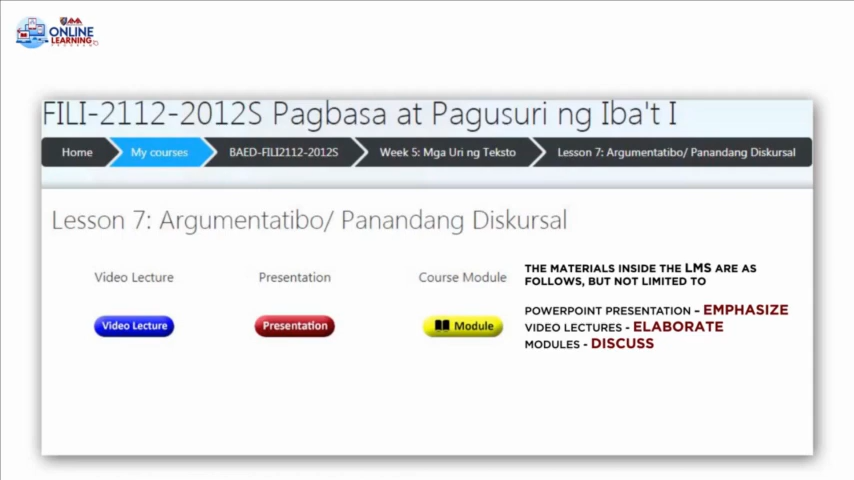 ONLINE
LEARNING
FILI-2112-2012S Pagbasa at Pagusuri ng Iba't I
Home My courses BAED-FILI2112-2012S Week 5: Mga Uri ng Teksto Lesson 7: Argumentatibo/ Panandang Diskursal
Lesson 7: Argumentatibo/ Panandang Diskursal
Video Lecture Presentation Course Module
Video Lecture Presentation Module
THE MATERIALS INSIDE THE LMS ARE AS
FOLLOWS, BUT NOT LIMITED TO
POWERPOINT PRESENTATION - EMPHASIZE
VIDEO LECTURES - ELABORATE
MODULES - DISCUSS